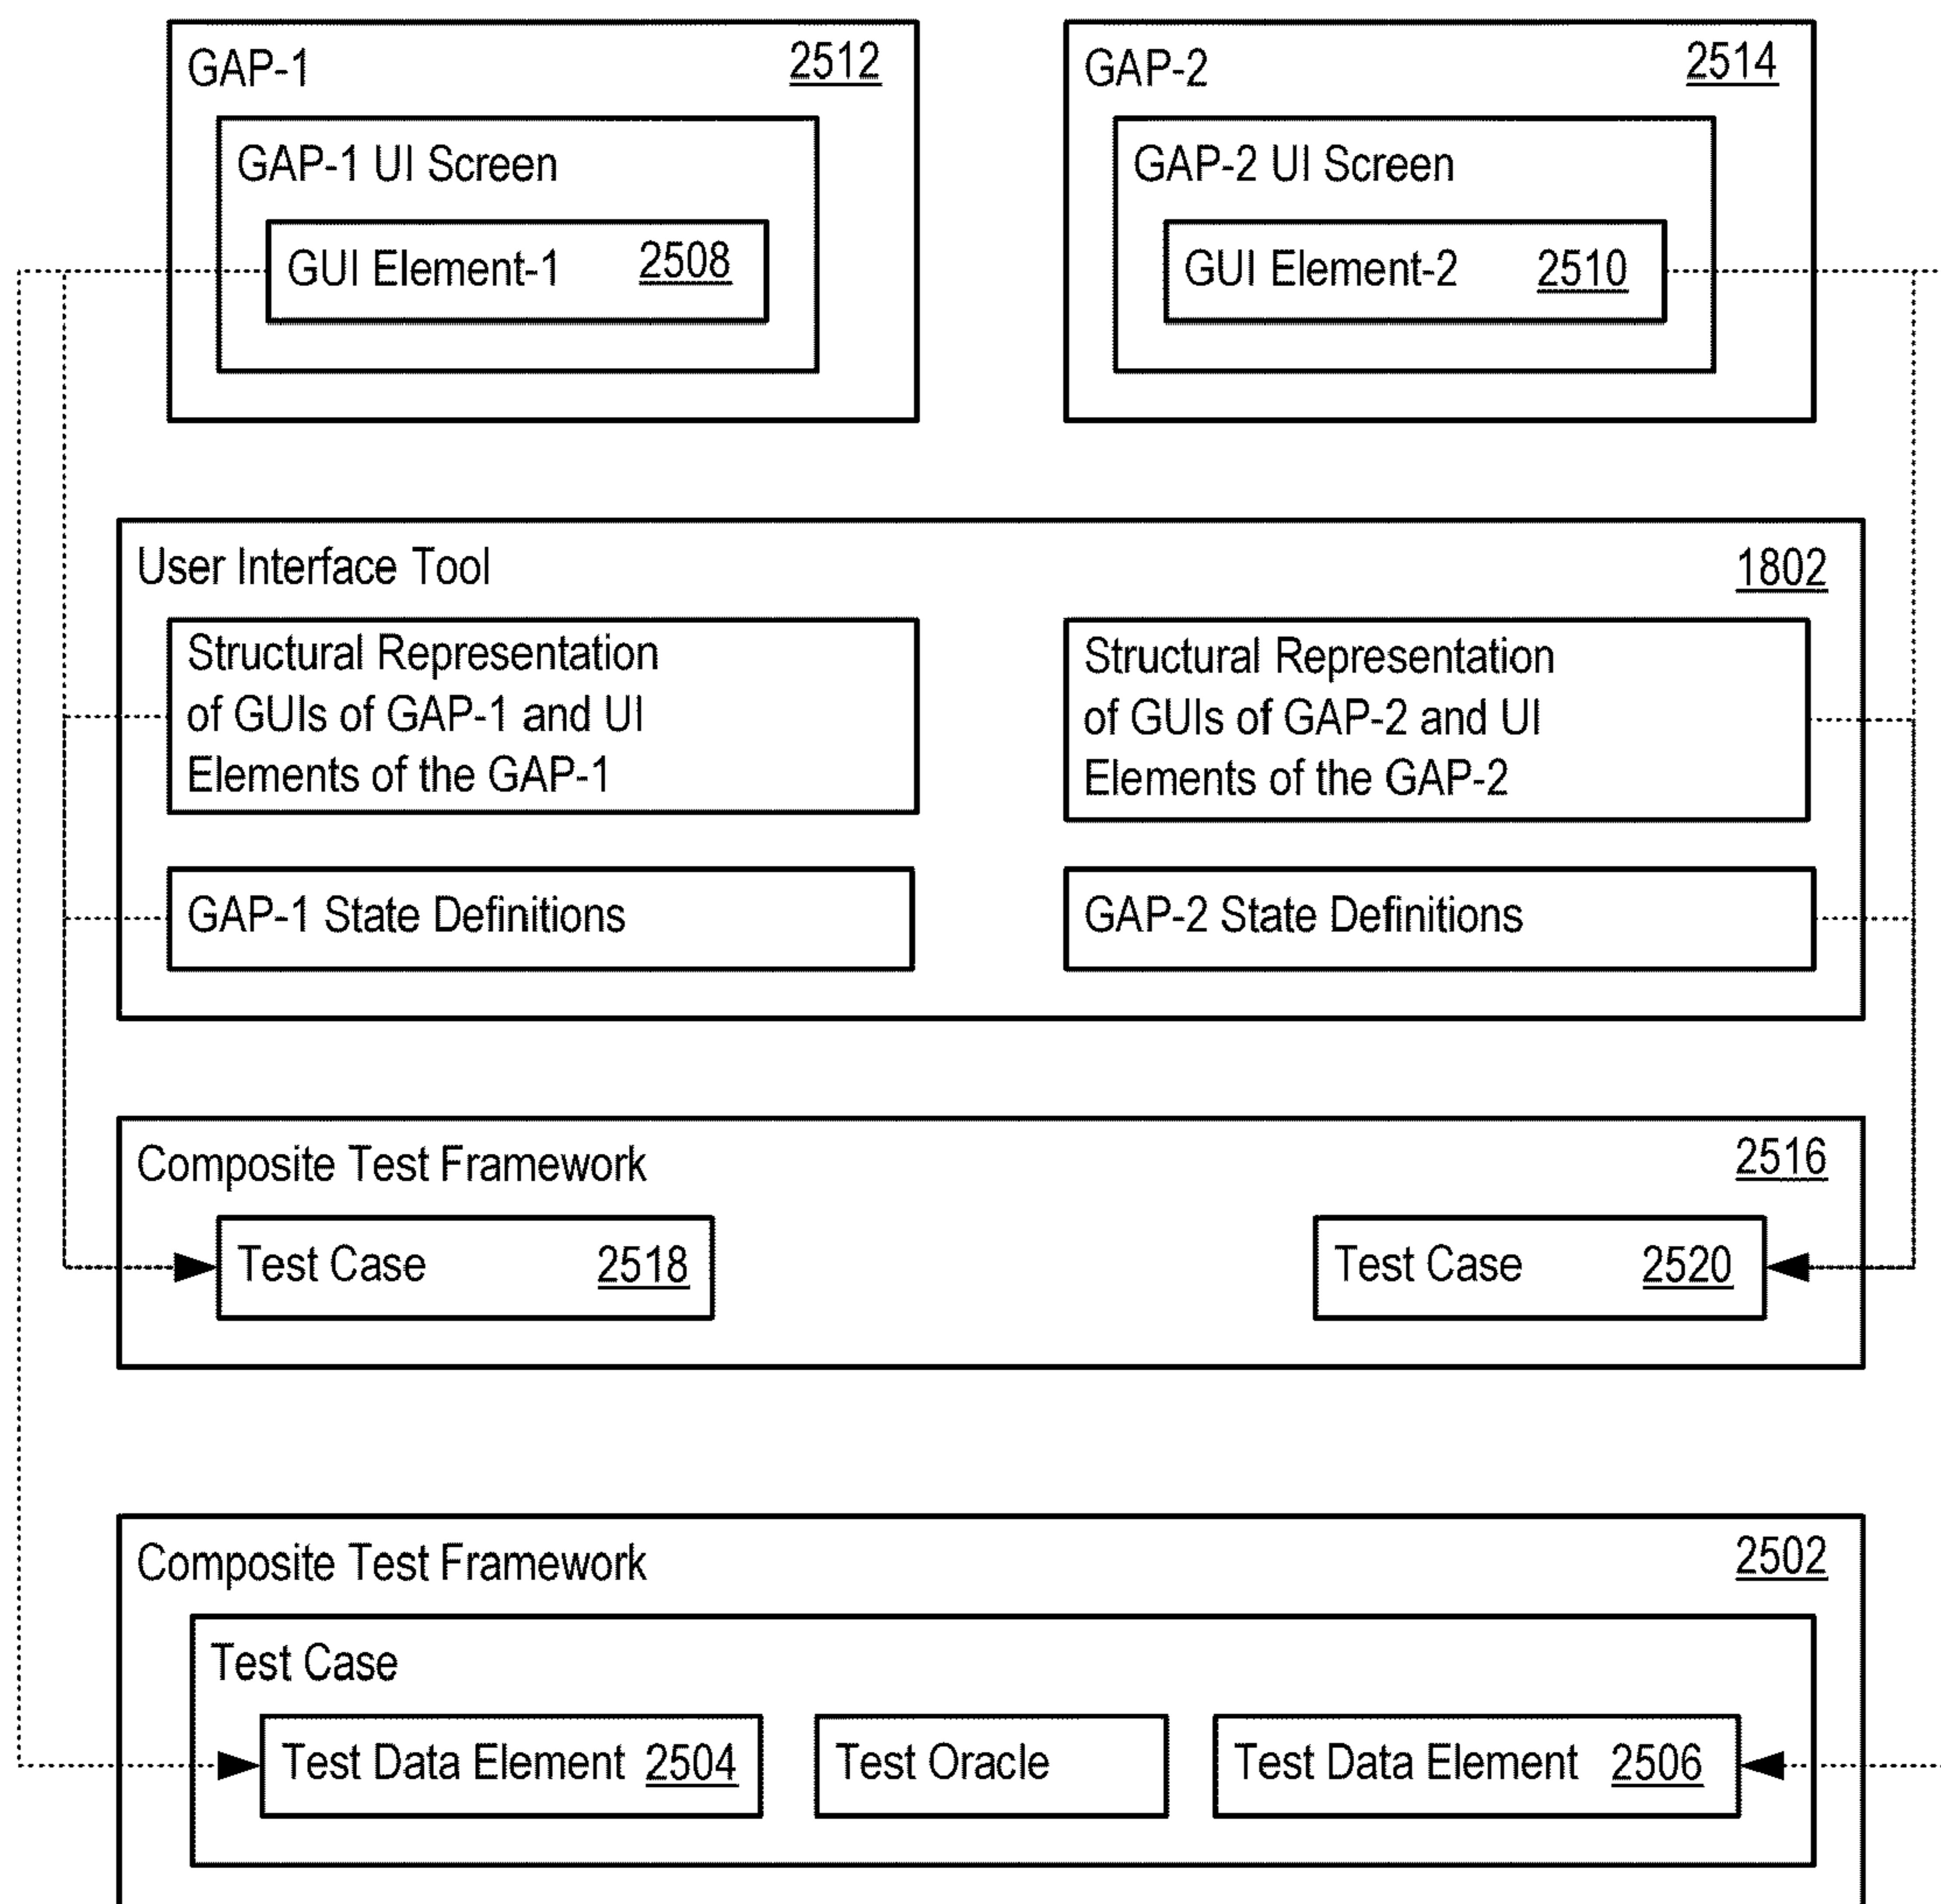 GAP-1 2512
GAP-1 UI Screen
GUI Element-1 2508
GAP-2 2514
GAP-2 UI Screen
GUI Element-2 2510
User Interface Tool 1802
Structural Representation
of GUIs of GAP-1 and UI
Elements of the GAP-1
Structural Representation
of GUIs of GAP-2 and UI
Elements of the GAP-2
GAP-1 State Definitions
GAP-2 State Definitions
Composite Test Framework 2516
Test Case 2518
Test Case 2520
Composite Test Framework 2502
Test Case
Test Data Element 2504
Test Oracle
Test Data Element 2506